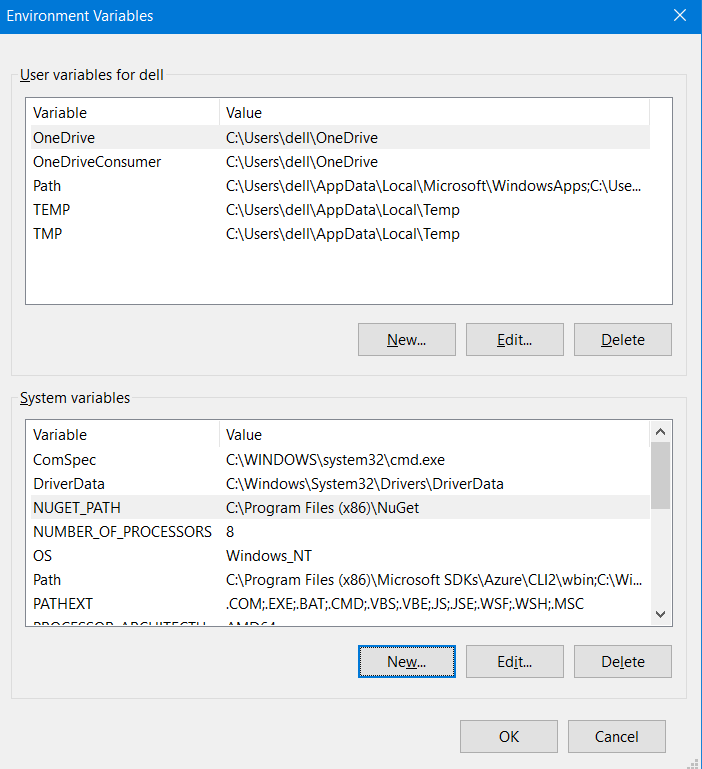 Environment Variables
User variables for dell
Variable Value
OneDrive C:\Users\dell\OneDrive
OneDriveConsumer C:\Users\dell\OneDrive
Path C:\Users\dell\AppData\Local\Microsoft\WindowsApps;C:\Use...
TEMP C:\Users\dell\AppData\Local\Temp
TMP C:\Users\dell\AppData\Local\Temp
New... Edit... Delete
System variables
Variable Value
ComSpec C:\WINDOWS\system32\cmd.exe
DriverData C:\Windows\System32\Drivers\DriverData
NUGET_PATH C:\Program Files (x86)\NuGet
NUMBER_OF_PROCESSORS 8
OS Windows_NT
Path C:\Program Files (x86)\Microsoft SDKs\Azure\CLI2\wbin;C:\Wi...
PATHEXT .COM;.EXE;.BAT;.CMD;.VBS;.VBE;.JS;.JSE;.WSF;.WSH;.MSC
PROCESSOR_ARCHITECTU AMD64
New... Edit... Delete
OK Cancel